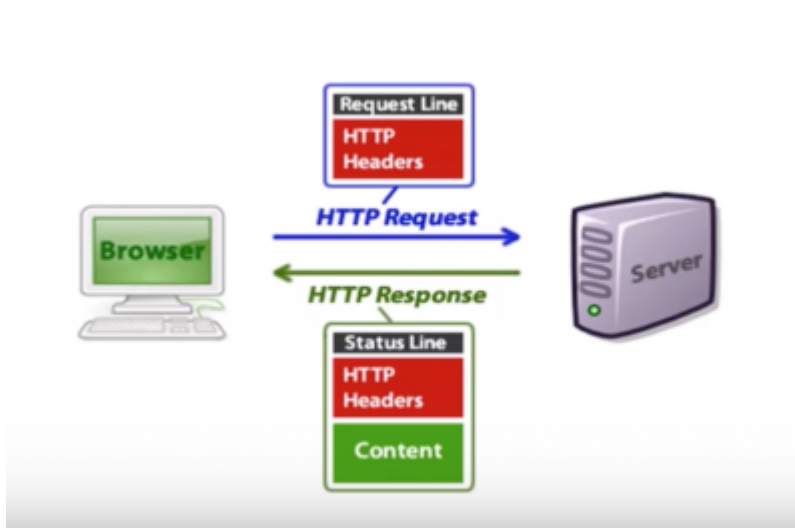 Request Line
HTTP
Headers
HTTP Request
Browser
Server
HTTP Response
Status Line
HTTP
Headers
Content